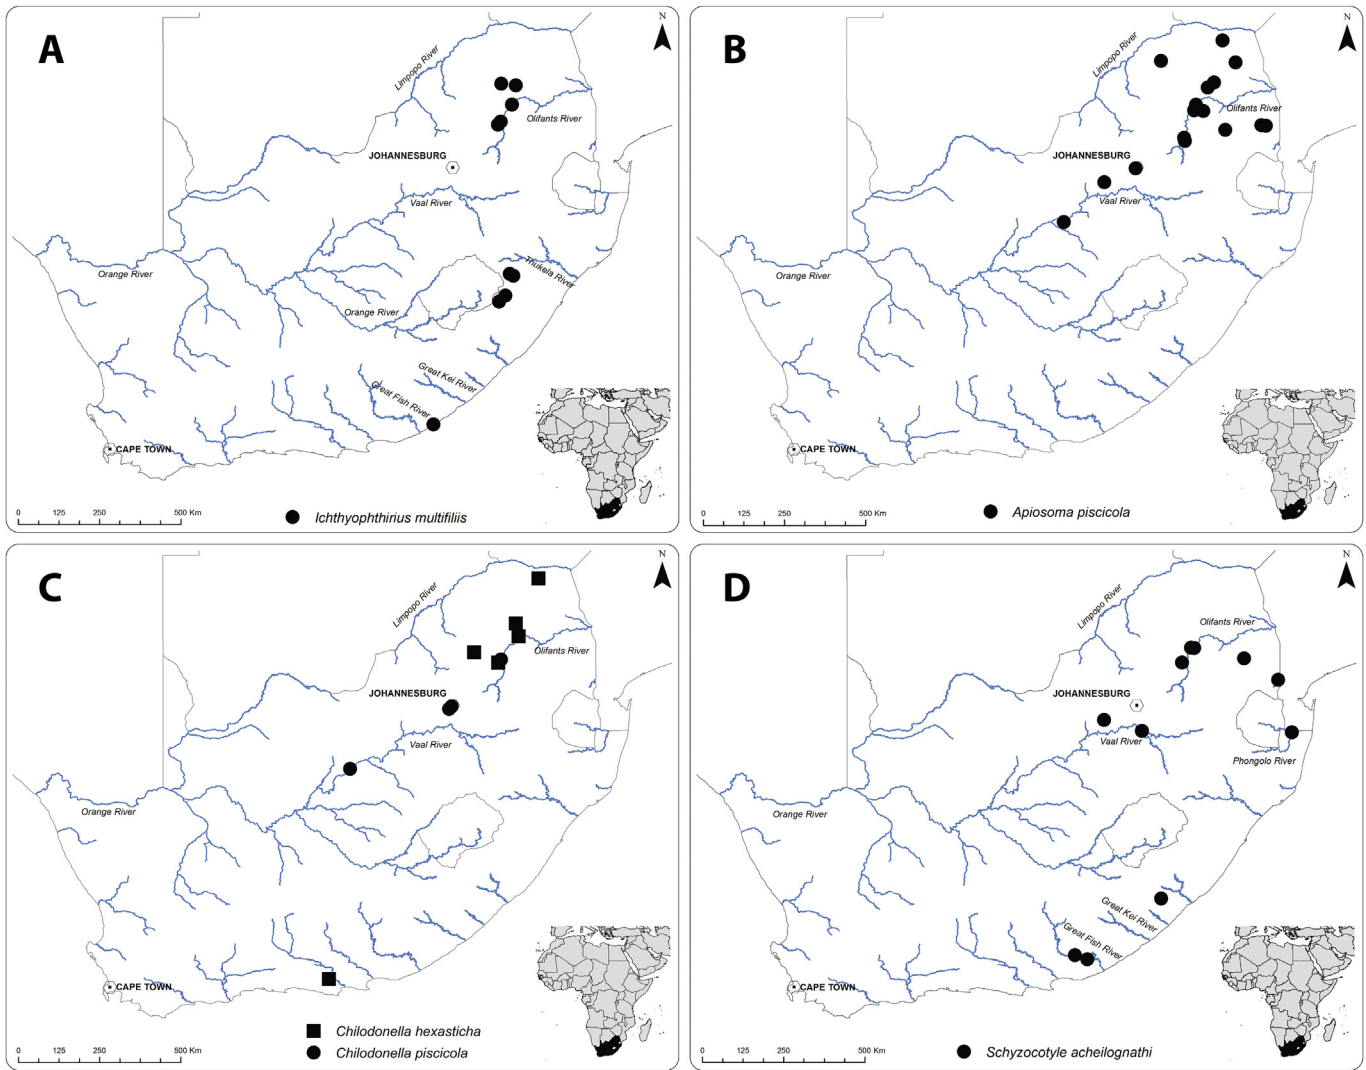 A
N
Limpopo River
Olifants River
JOHANNESBURG
Vaal River
Thukela River
Orange River
Orange River
Great Kei River
Great Fish River
CAPE TOWN
0 125 250 500 Km
Ichthyophthirius multifiliis
B
N
Limpopo River
Olifants River
JOHANNESBURG
Vaal River
Orange River
CAPE TOWN
0 125 250 500 Km
Apiosoma piscicola
C
N
Limpopo River
Olifants River
JOHANNESBURG
Vaal River
Orange River
CAPE TOWN
Chilodonella hexasticha
Chilodonella piscicola
0 125 250 500 Km
D
N
Limpopo River
Olifants River
JOHANNESBURG
Vaal River
Phongolo River
Orange River
Great Kei River
Great Fish River
CAPE TOWN
0 125 250 500 Km
Schyzocotyle acheilognathi